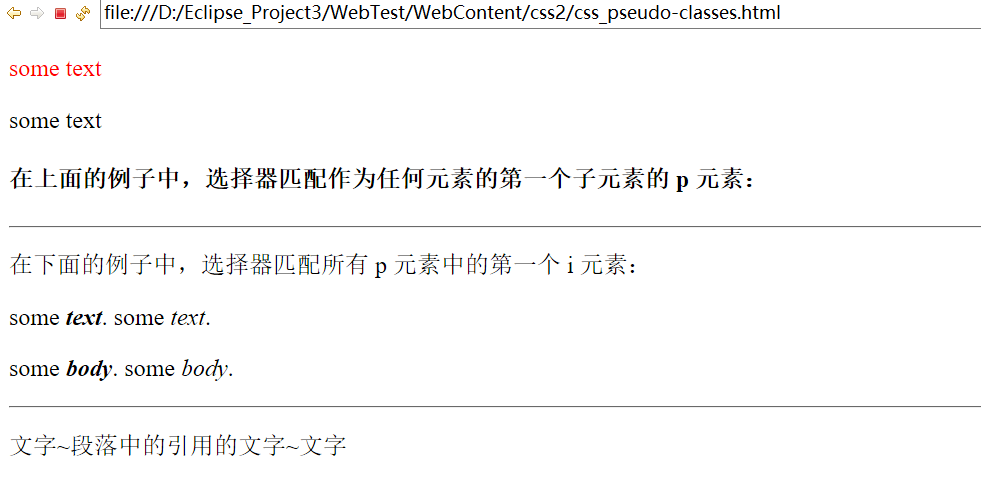 file:///D:/Eclipse_Project3/WebTest/WebContent/css2/css_pseudo-classes.html
some text
some text
在上面的例子中，选择器匹配作为任何元素的第一个子元素的 p 元素：
在下面的例子中，选择器匹配所有 p 元素中的第一个 i 元素：
some text. some text.
some body. some body.
文字~段落中的引用的文字~文字